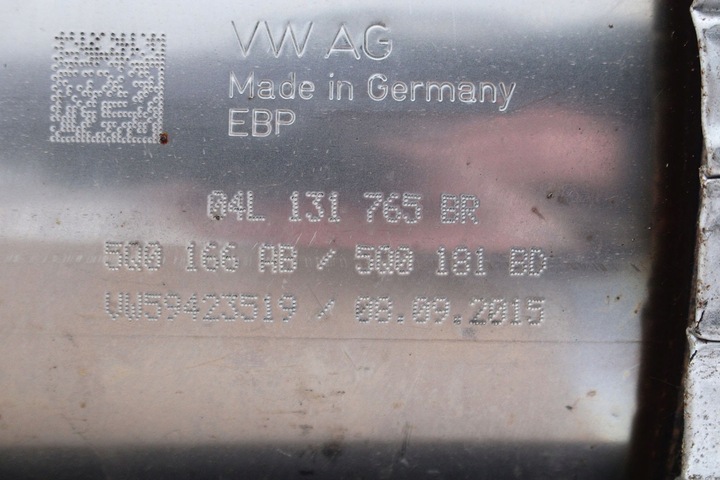 VW AG
Made in Germany
EBP
04L 131 765 BR
5Q0 166 AB / 5Q0 181 BD
VW59423519 / 08.09.2015